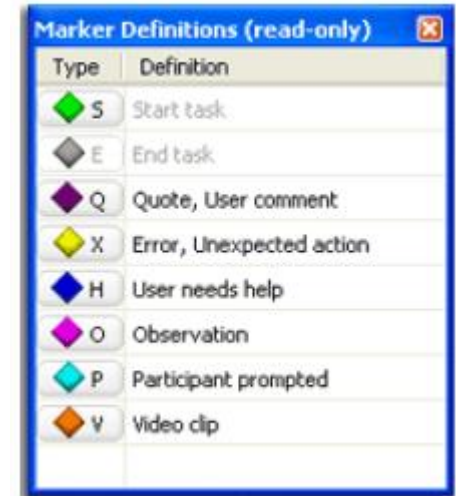 Marker Definitions (read-only)
Type Definition
S Start task
E End task
Q Quote, User comment
X Error, Unexpected action
H User needs help
O Observation
P Participant prompted
V Video clip